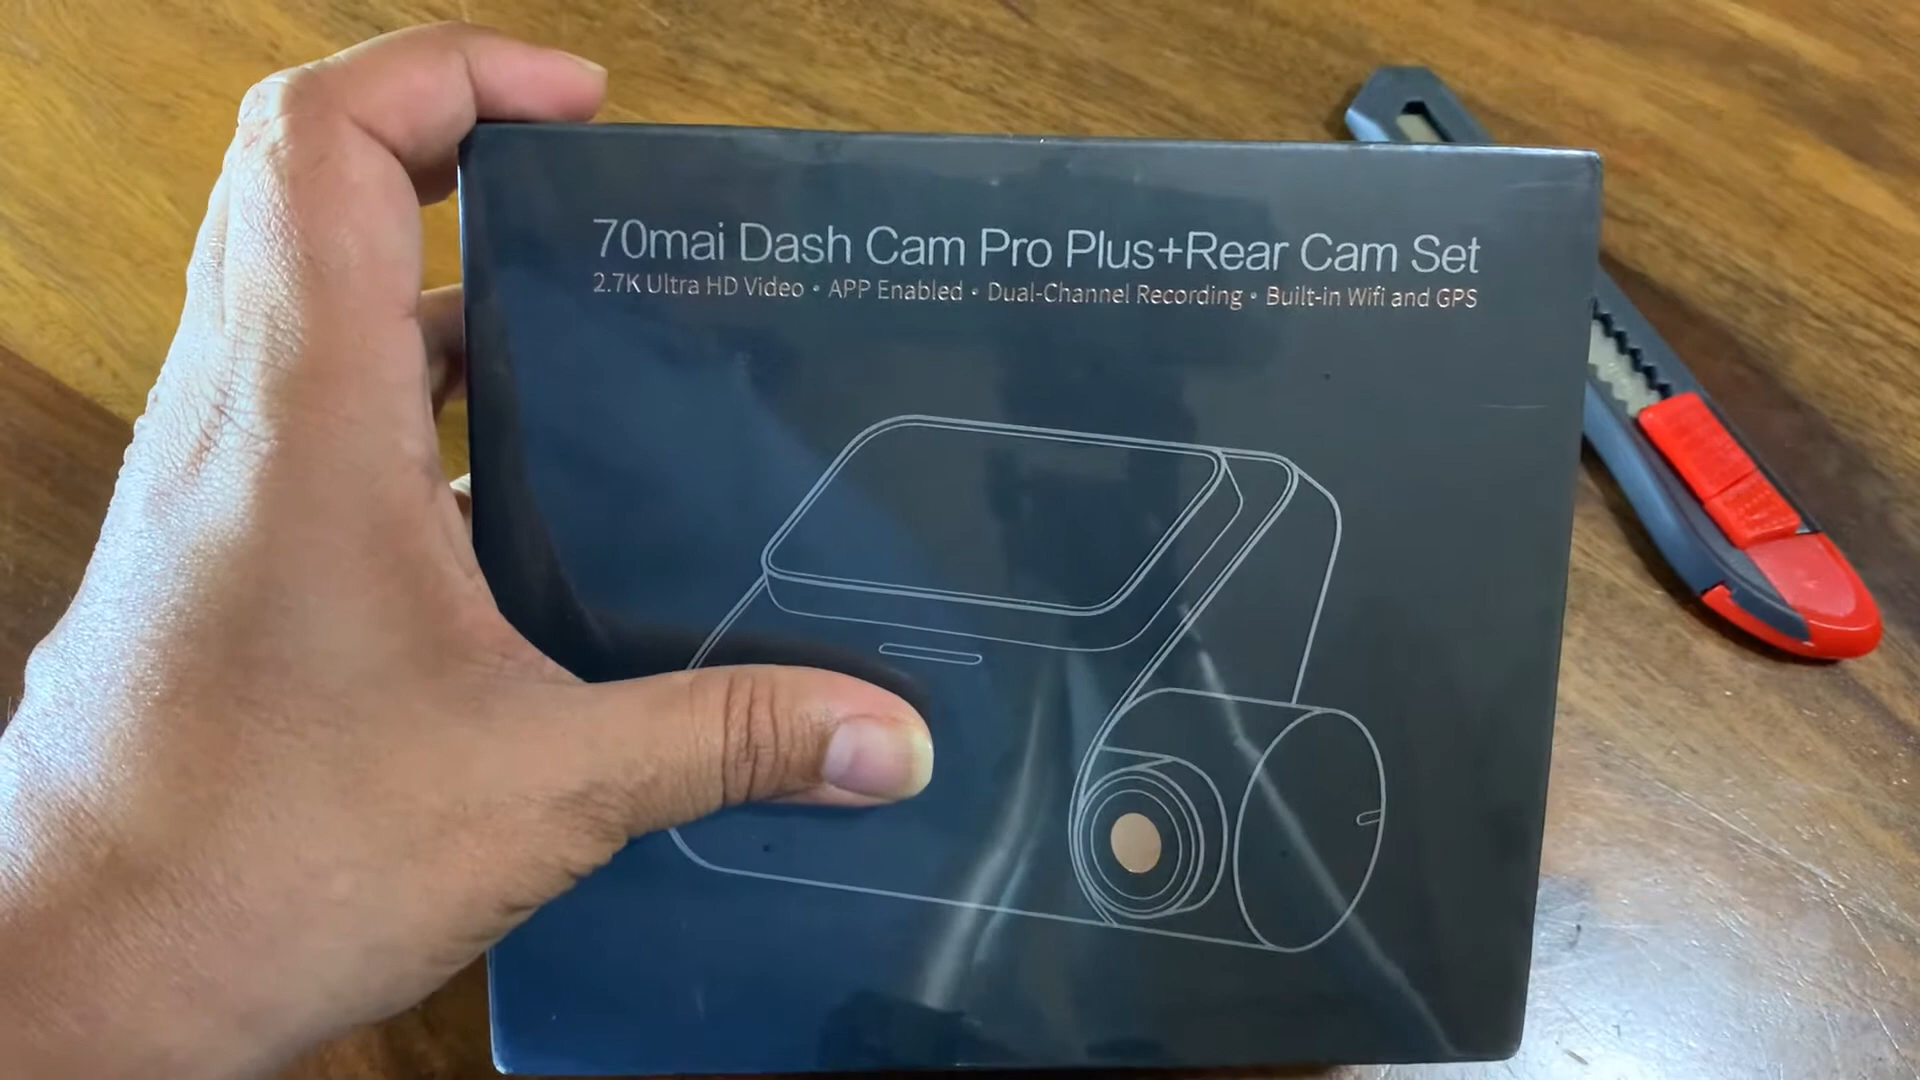 70mai Dash Cam Pro Plus+Rear Cam Set
2.7K Ultra HD Video • APP Enabled • Dual-Channel Recording • Built-in Wifi and GPS